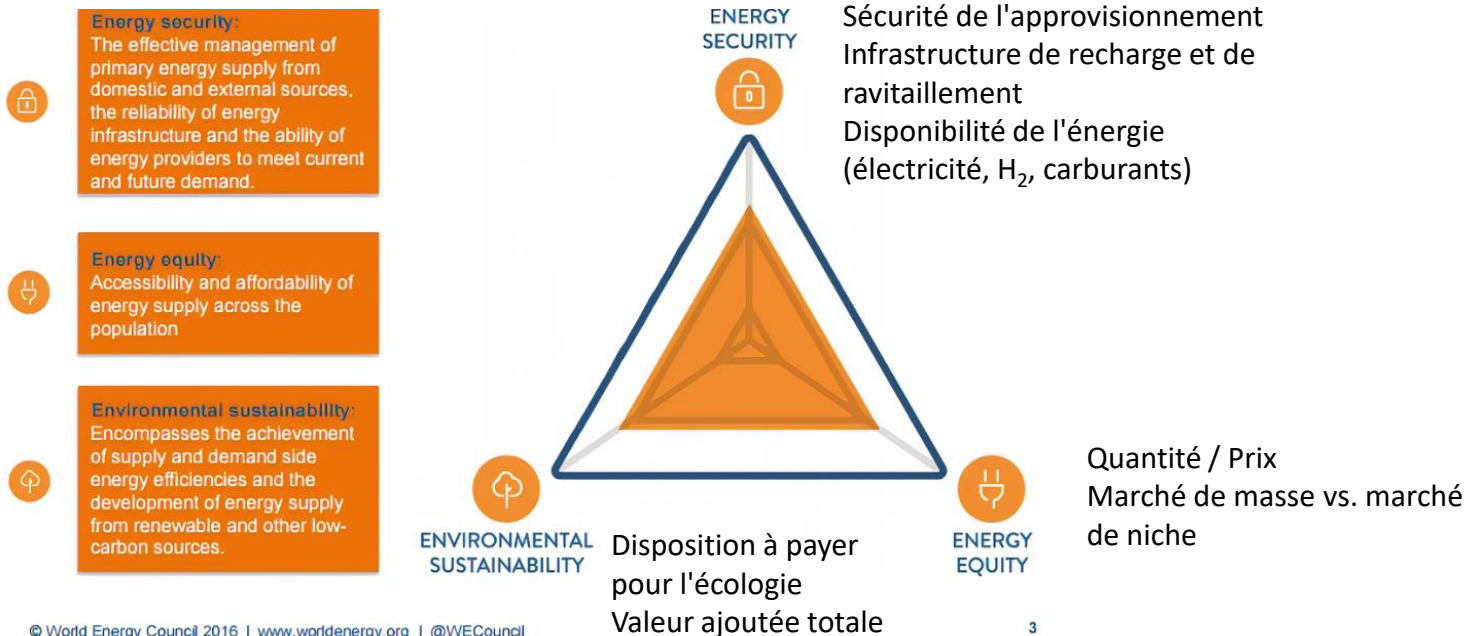 Energy security:
The effective management of
primary energy supply from
domestic and external sources,
the reliability of energy
infrastructure and the ability of
energy providers to meet current
and future demand.
Energy equity:
Accessibility and affordability of
energy supply across the
population
Environmental sustainability:
Encompasses the achievement
of supply and demand side
energy efficiencies and the
development of energy supply
from renewable and other low-
carbon sources.
ENERGY
SECURITY
Sécurité de l'approvisionnement
Infrastructure de recharge et de
ravitaillement
Disponibilité de l'énergie
(électricité, H₂, carburants)
ENVIRONMENTAL
SUSTAINABILITY
Disposition à payer
pour l'écologie
Valeur ajoutée totale
ENERGY
EQUITY
Quantité / Prix
Marché de masse vs. marché
de niche
© World Energy Council 2016 | www.worldenergy.org | @WECouncil
3